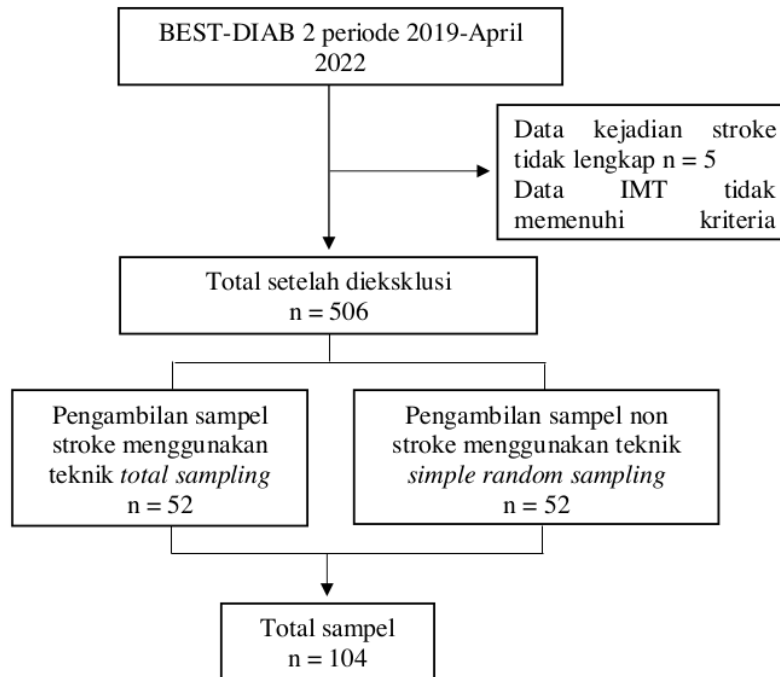 BEST-DIAB 2 periode 2019-April
2022
Data kejadian stroke
tidak lengkap n = 5
Data IMT tidak
memenuhi kriteria
Total setelah dieksklusi
n = 506
Pengambilan sampel
stroke menggunakan
teknik total sampling
n = 52
Pengambilan sampel non
stroke menggunakan teknik
simple random sampling
n = 52
Total sampel
n = 104